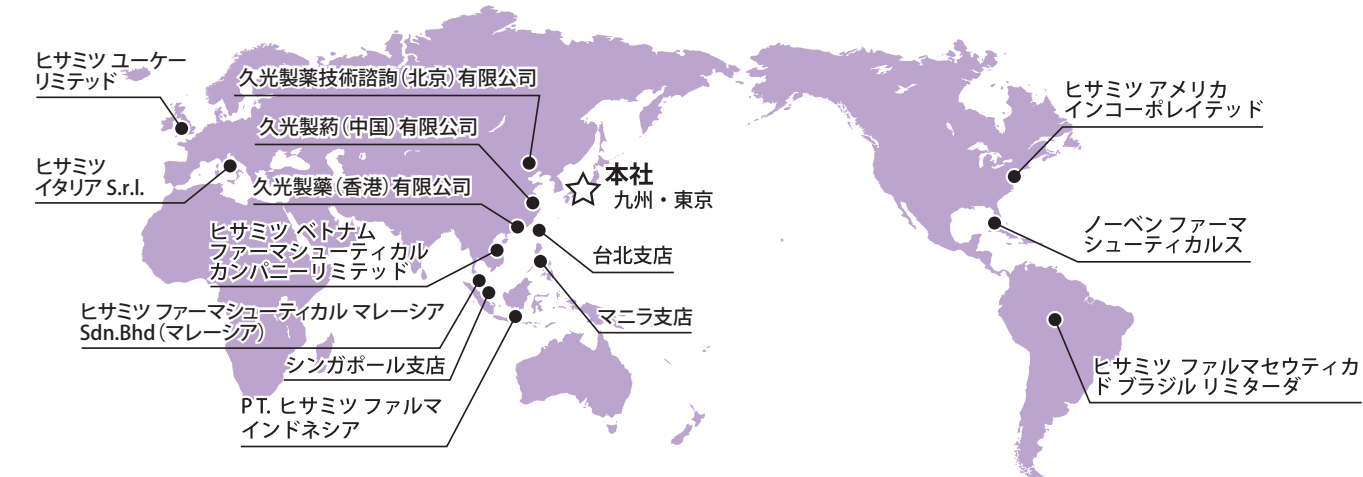 ヒサミツ ユーケー
リミテッド
久光製薬技術諮詢（北京）有限公司
久光製葯（中国）有限公司
ヒサミツ
イタリア S.r.l.
久光製藥（香港）有限公司
ヒサミツ ベトナム
ファーマシューティカル
カンパニーリミテッド
ヒサミツ ファーマシューティカル マレーシア
Sdn.Bhd（マレーシア）
シンガポール支店
PT. ヒサミツ ファルマ
インドネシア
本社
九州・東京
台北支店
マニラ支店
ヒサミツ アメリカ
インコーポレイテッド
ノーベン ファーマ
シューティカルス
ヒサミツ ファルマセウティカ
ド ブラジル リミターダ